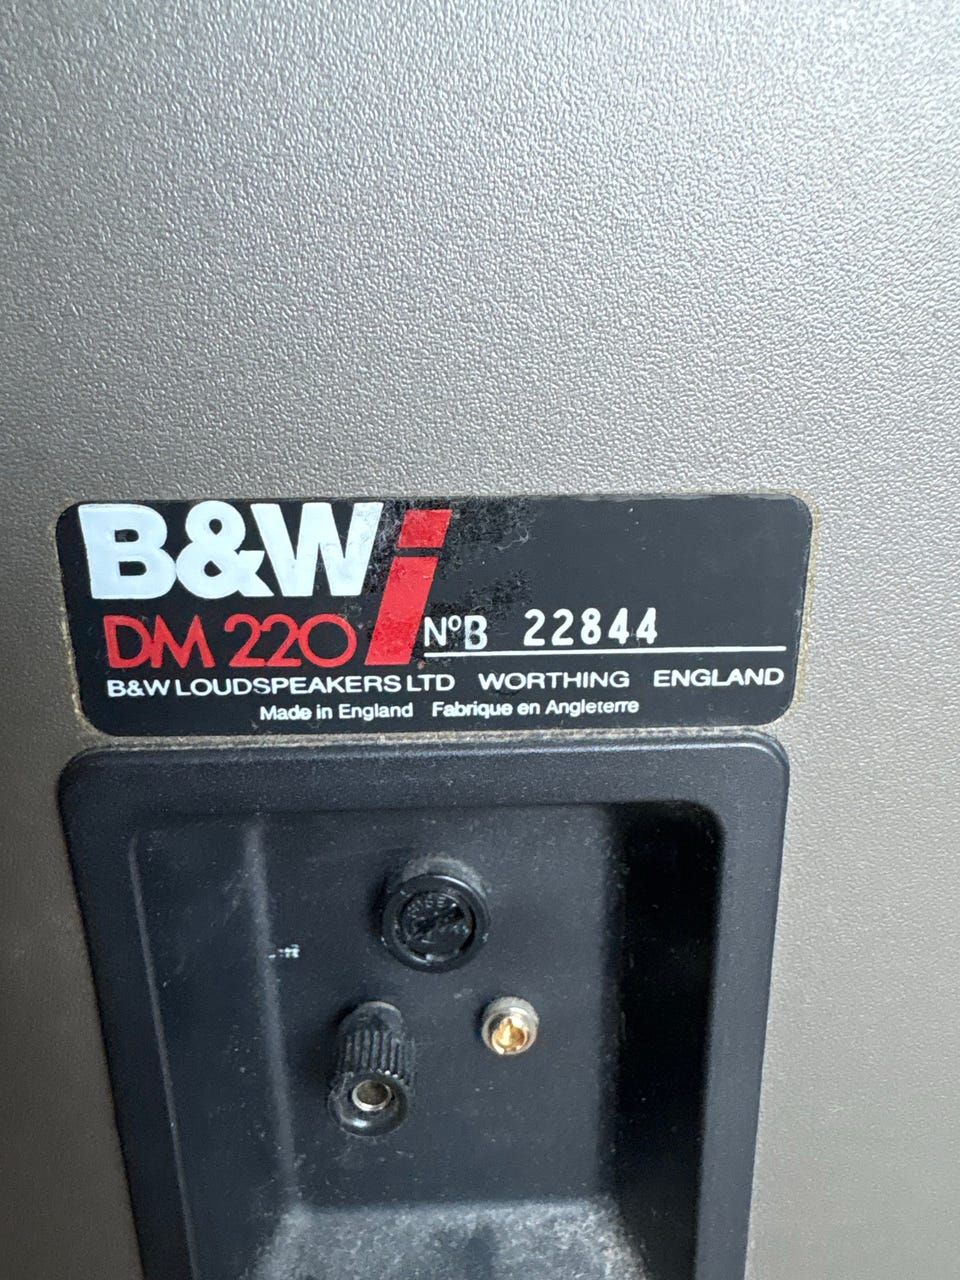 B&W i
DM 220 NºB 22844
B&W LOUDSPEAKERS LTD WORTHING ENGLAND
Made in England Fabrique en Angleterre